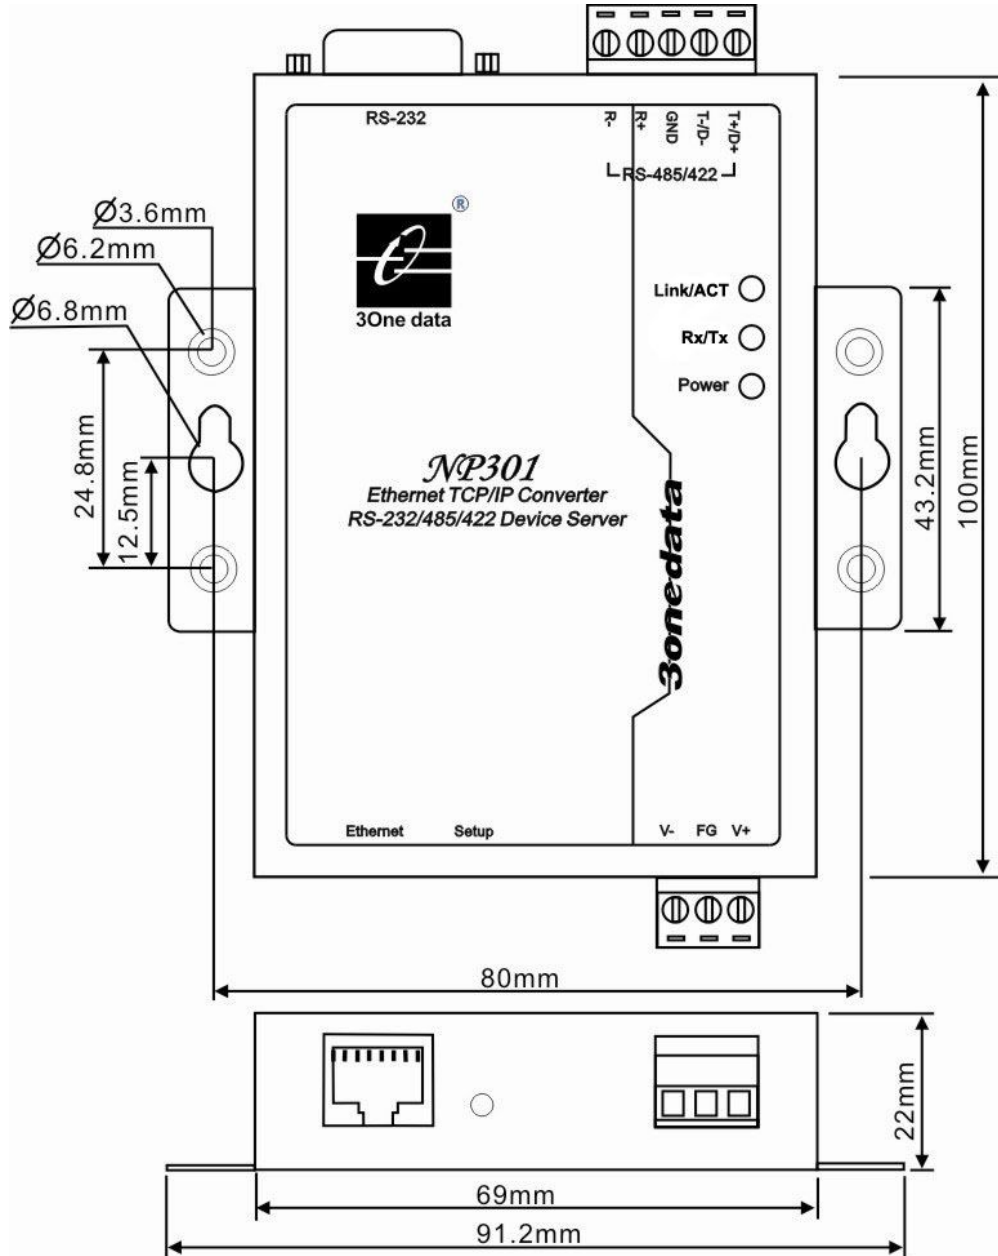 RS-232
R-
R+
GND
T-/D-
T+/D+
RS-485/422
Ø3.6mm
Ø6.2mm
Ø6.8mm
®
3One data
Link/ACT
Rx/Tx
Power
24.8mm
12.5mm
43.2mm
100mm
NP301
Ethernet TCP/IP Converter
RS-232/485/422 Device Server
3onedata
Ethernet
Setup
V-
FG
V+
80mm
22mm
69mm
91.2mm